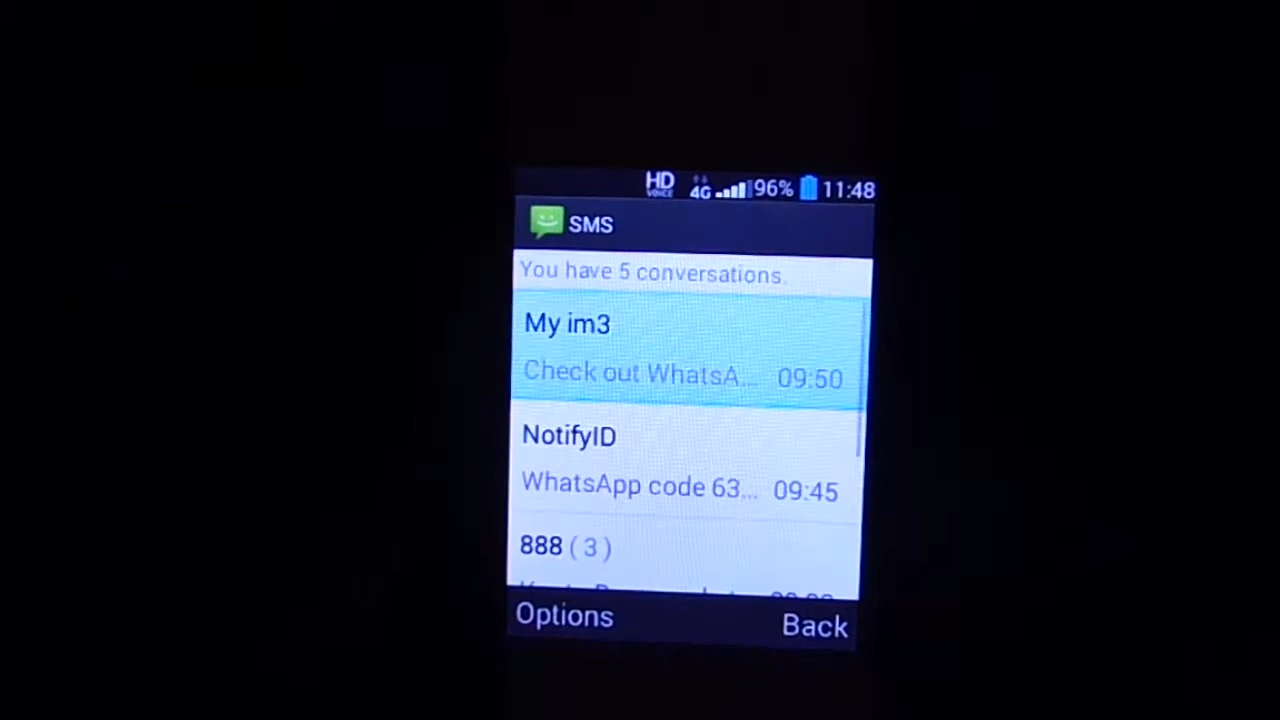 HD VOICE 4G 96% 11:48
SMS
You have 5 conversations.
My im3
Check out WhatsA... 09:50
NotifyID
WhatsApp code 63... 09:45
888 ( 3 )
Options Back